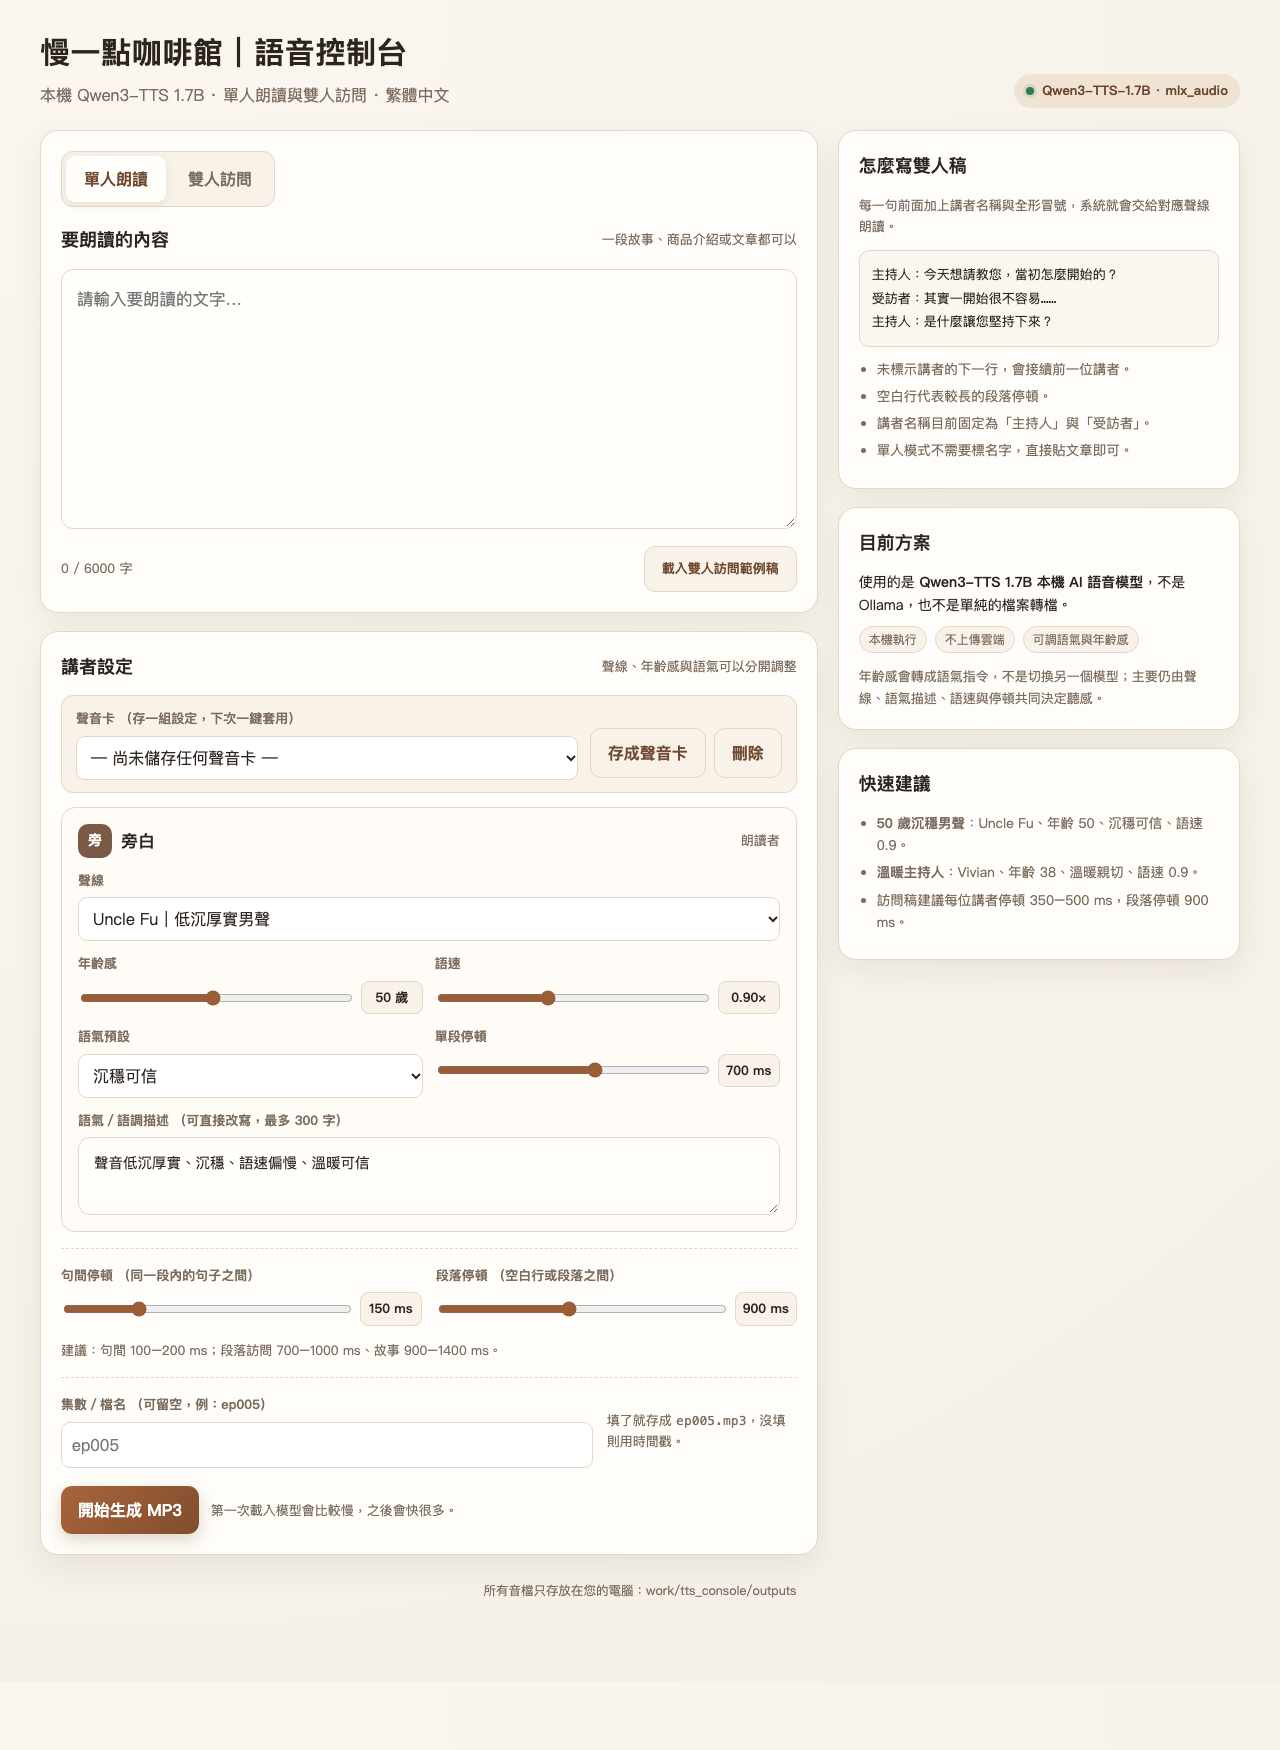 慢一點咖啡館｜語音控制台
本機 Qwen3-TTS 1.7B · 單人朗讀與雙人訪問 · 繁體中文
Qwen3-TTS-1.7B · mlx_audio
單人朗讀
雙人訪問
要朗讀的內容
一段故事、商品介紹或文章都可以
請輸入要朗讀的文字…
0 / 6000 字
載入雙人訪問範例稿
講者設定
聲線、年齡感與語氣可以分開調整
聲音卡 （存一組設定，下次一鍵套用）
— 尚未儲存任何聲音卡 —
存成聲音卡
刪除
旁
旁白
朗讀者
聲線
Uncle Fu｜低沉厚實男聲
年齡感
語速
50 歲
0.90×
語氣預設
單段停頓
沉穩可信
700 ms
語氣 / 語調描述 （可直接改寫，最多 300 字）
聲音低沉厚實、沉穩、語速偏慢、溫暖可信
句間停頓 （同一段內的句子之間）
段落停頓 （空白行或段落之間）
150 ms
900 ms
建議：句間 100–200 ms；段落訪問 700–1000 ms、故事 900–1400 ms。
集數 / 檔名 （可留空，例：ep005）
ep005
填了就存成 ep005.mp3，沒填
則用時間戳。
開始生成 MP3
第一次載入模型會比較慢，之後會快很多。
所有音檔只存放在您的電腦：work/tts_console/outputs
怎麼寫雙人稿
每一句前面加上講者名稱與全形冒號，系統就會交給對應聲線
朗讀。
主持人：今天想請教您，當初怎麼開始的？
受訪者：其實一開始很不容易……
主持人：是什麼讓您堅持下來？
• 未標示講者的下一行，會接續前一位講者。
• 空白行代表較長的段落停頓。
• 講者名稱目前固定為「主持人」與「受訪者」。
• 單人模式不需要標名字，直接貼文章即可。
目前方案
使用的是 Qwen3-TTS 1.7B 本機 AI 語音模型，不是
Ollama，也不是單純的檔案轉檔。
本機執行
不上傳雲端
可調語氣與年齡感
年齡感會轉成語氣指令，不是切換另一個模型；主要仍由聲
線、語氣描述、語速與停頓共同決定聽感。
快速建議
• 50 歲沉穩男聲：Uncle Fu、年齡 50、沉穩可信、語速
0.9。
• 溫暖主持人：Vivian、年齡 38、溫暖親切、語速 0.9。
• 訪問稿建議每位講者停頓 350–500 ms，段落停頓 900
ms。